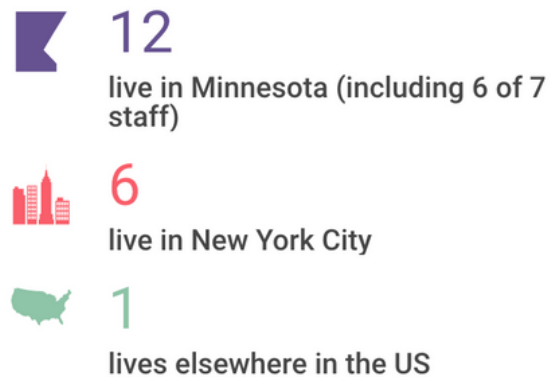 12
live in Minnesota (including 6 of 7
staff)
6
live in New York City
1
lives elsewhere in the US